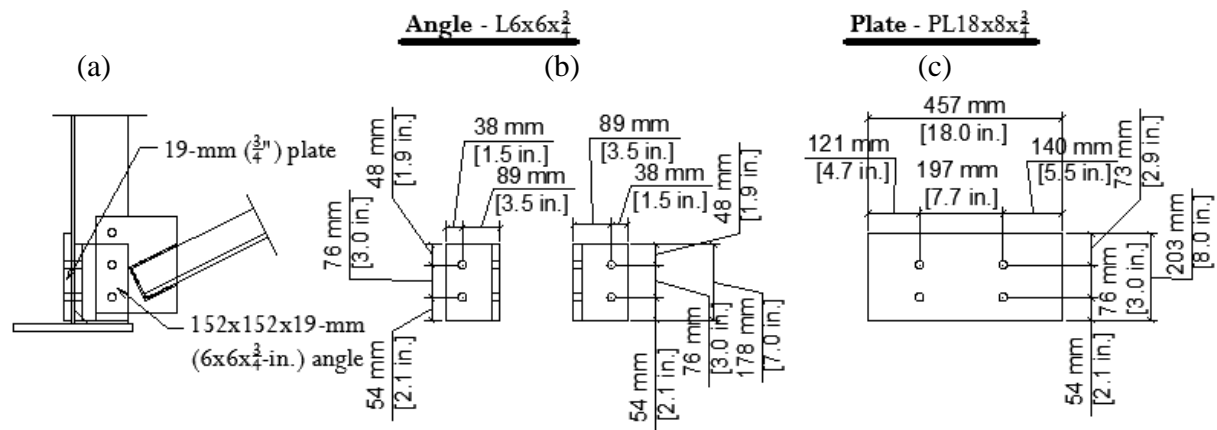 Angle - L6x6x¾
Plate - PL18x8x¾
(a)
(b)
(c)
19-mm (¾") plate
152x152x19-mm
(6x6x¾-in.) angle
48 mm
[1.9 in.]
38 mm
[1.5 in.]
89 mm
[3.5 in.]
76 mm
[3.0 in.]
54 mm
[2.1 in.]
89 mm
[3.5 in.]
38 mm
[1.5 in.]
48 mm
[1.9 in.]
76 mm
[3.0 in.]
178 mm
[7.0 in.]
54 mm
[2.1 in.]
457 mm
[18.0 in.]
121 mm
[4.7 in.]
197 mm
[7.7 in.]
140 mm
[5.5 in.]
73 mm
[2.9 in.]
76 mm
[3.0 in.]
203 mm
[8.0 in.]
54 mm
[2.1 in.]